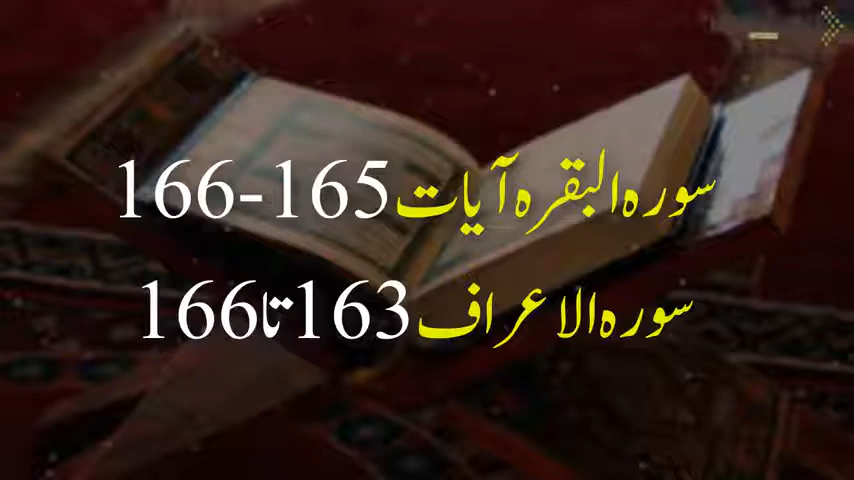 سورہ البقرہ آیات 165-166
سورہ الاعراف 163 تا 166